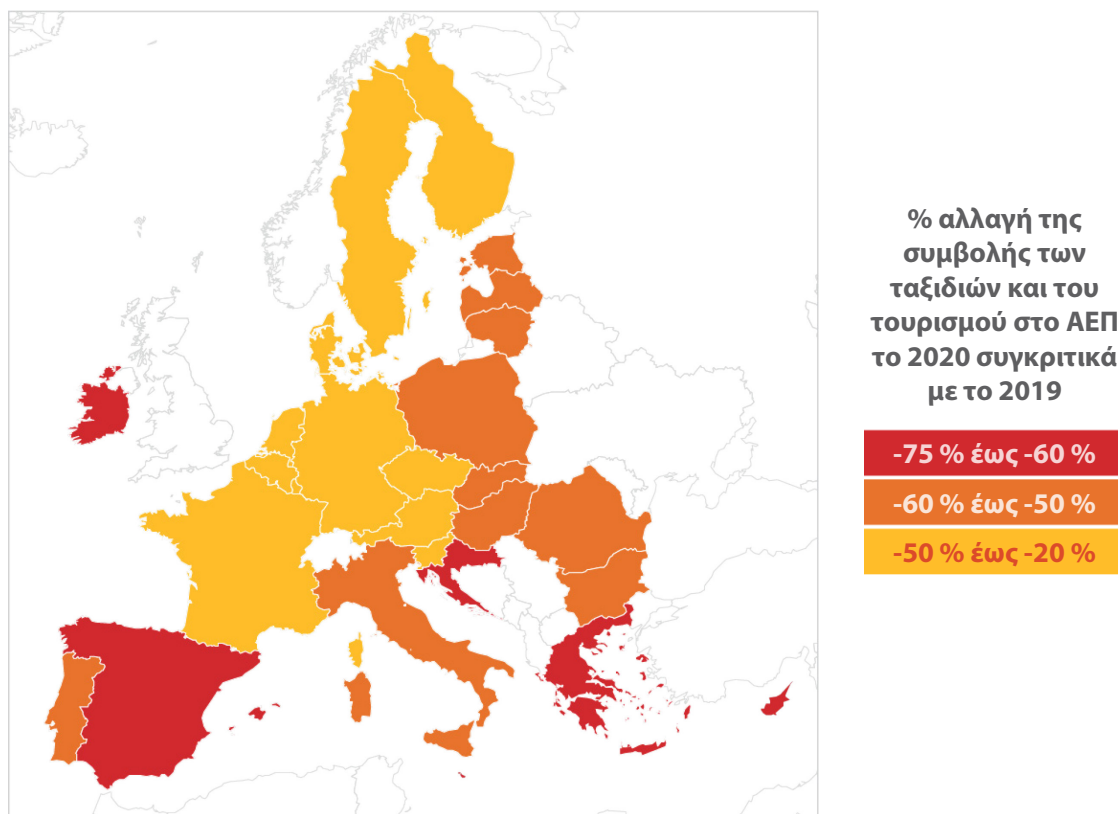 % αλλαγή της
συμβολής των
ταξιδιών και του
τουρισμού στο ΑΕΠ
το 2020 συγκριτικά
με το 2019
-75 % έως -60 %
-60 % έως -50 %
-50 % έως -20 %